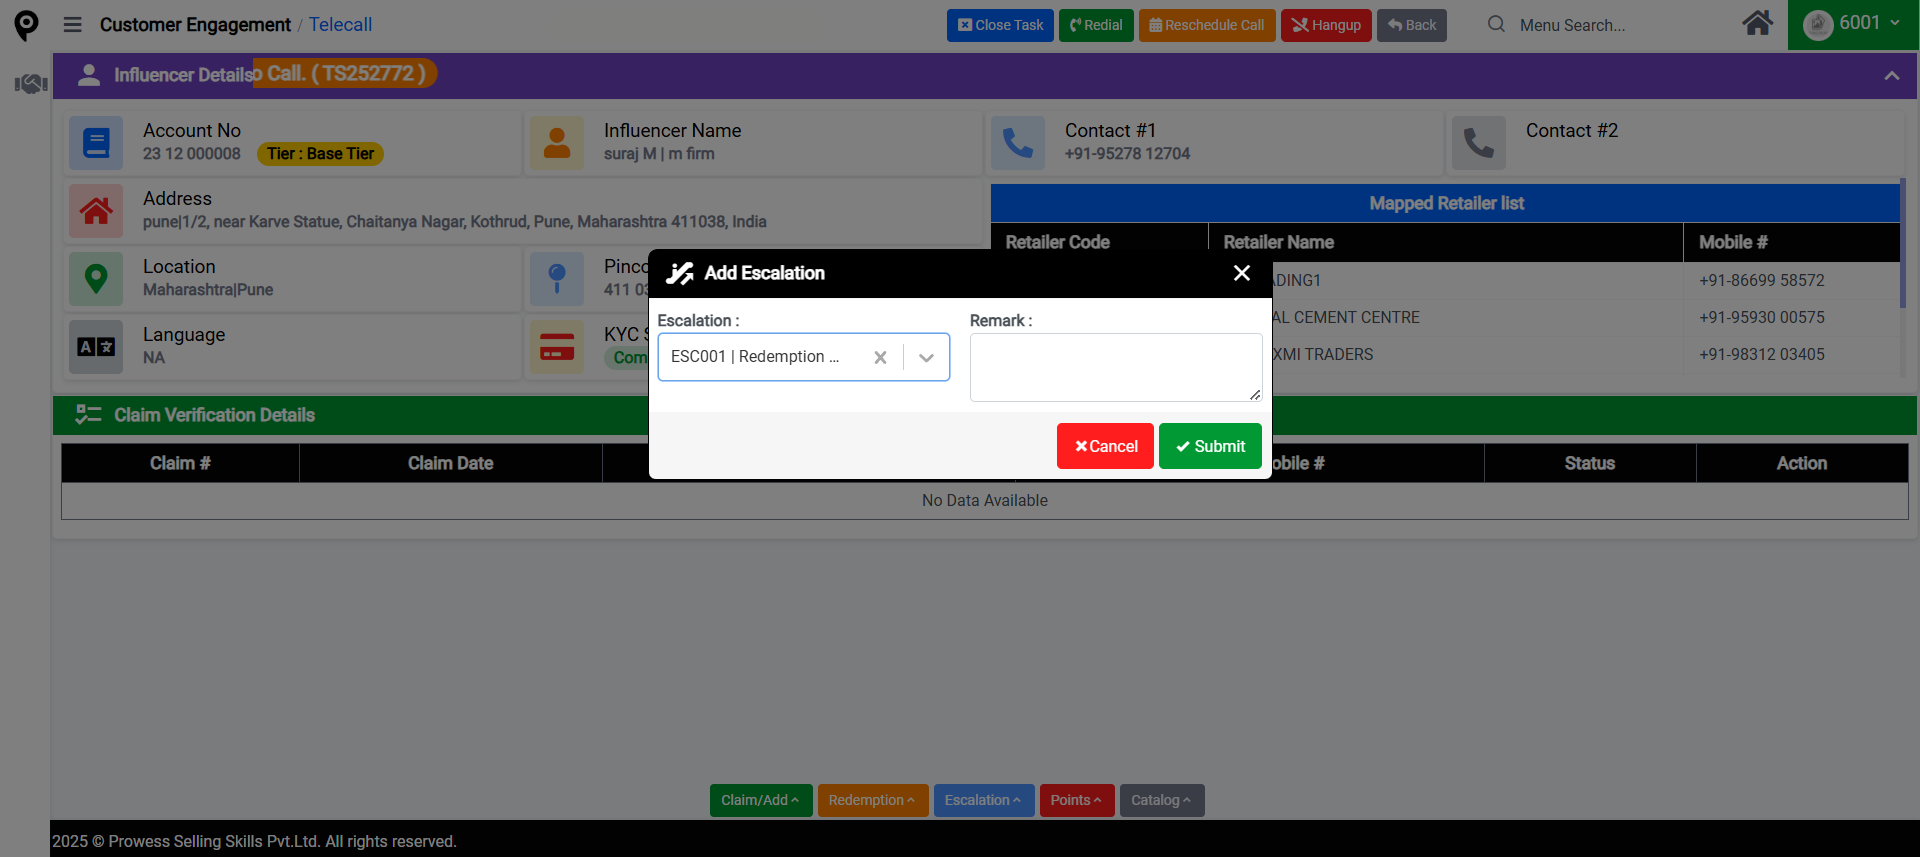 Customer Engagement / Telecall
Close Task
Redial
Reschedule Call
Hangup
Back
Menu Search...
6001
Influencer Details
o Call. ( TS252772 )
Account No
23 12 000008
Tier : Base Tier
Influencer Name
suraj M | m firm
Contact #1
+91-95278 12704
Contact #2
Address
pune|1/2, near Karve Statue, Chaitanya Nagar, Kothrud, Pune, Maharashtra 411038, India
Mapped Retailer list
Retailer Code
Retailer Name
Mobile #
ADING1
+91-86699 58572
AL CEMENT CENTRE
+91-95930 00575
XMI TRADERS
+91-98312 03405
Location
Maharashtra|Pune
Pinco
411 03
Language
NA
KYC S
Com
Add Escalation
Escalation :
ESC001 | Redemption ...
Remark :
Cancel
Submit
Claim Verification Details
Claim #
Claim Date
obile #
Status
Action
No Data Available
Claim/Add
Redemption
Escalation
Points
Catalog
2025 © Prowess Selling Skills Pvt.Ltd. All rights reserved.